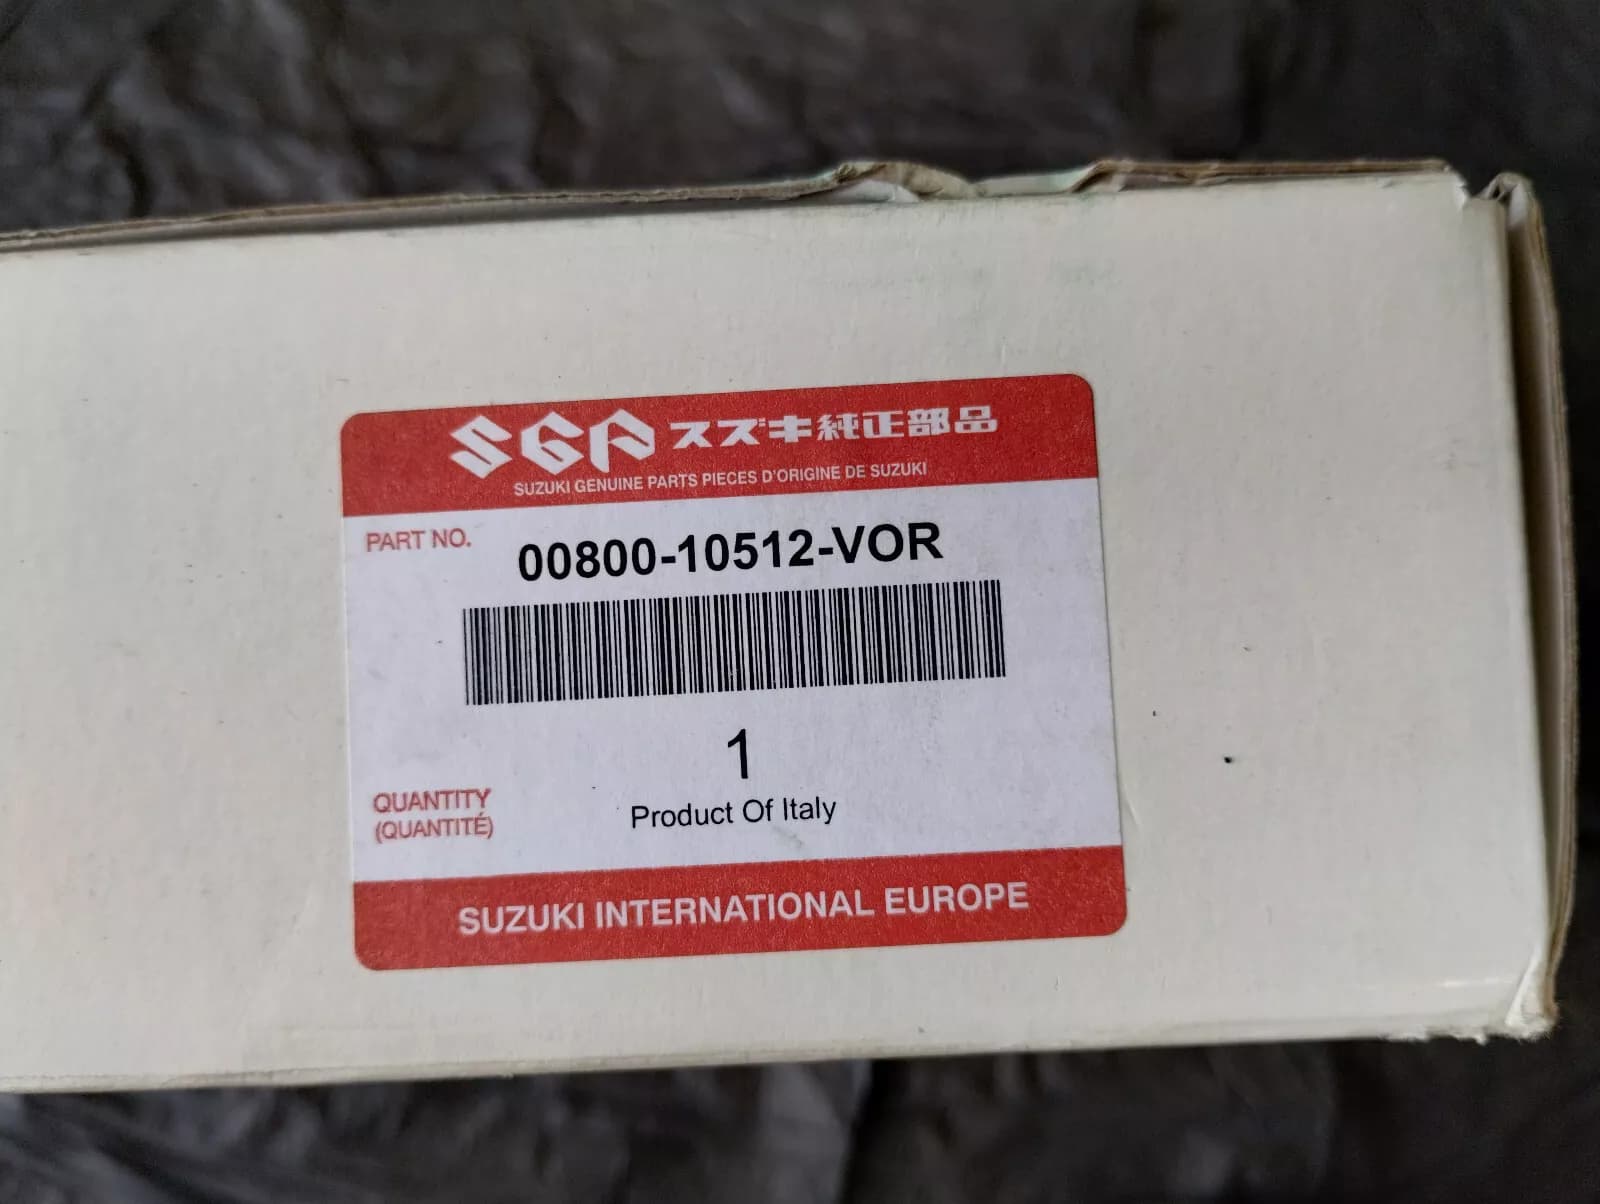 SGP スズキ純正部品
SUZUKI GENUINE PARTS PIECES D'ORIGINE DE SUZUKI
PART NO. 00800-10512-VOR
1
Product Of Italy
QUANTITY
(QUANTITÉ)
SUZUKI INTERNATIONAL EUROPE